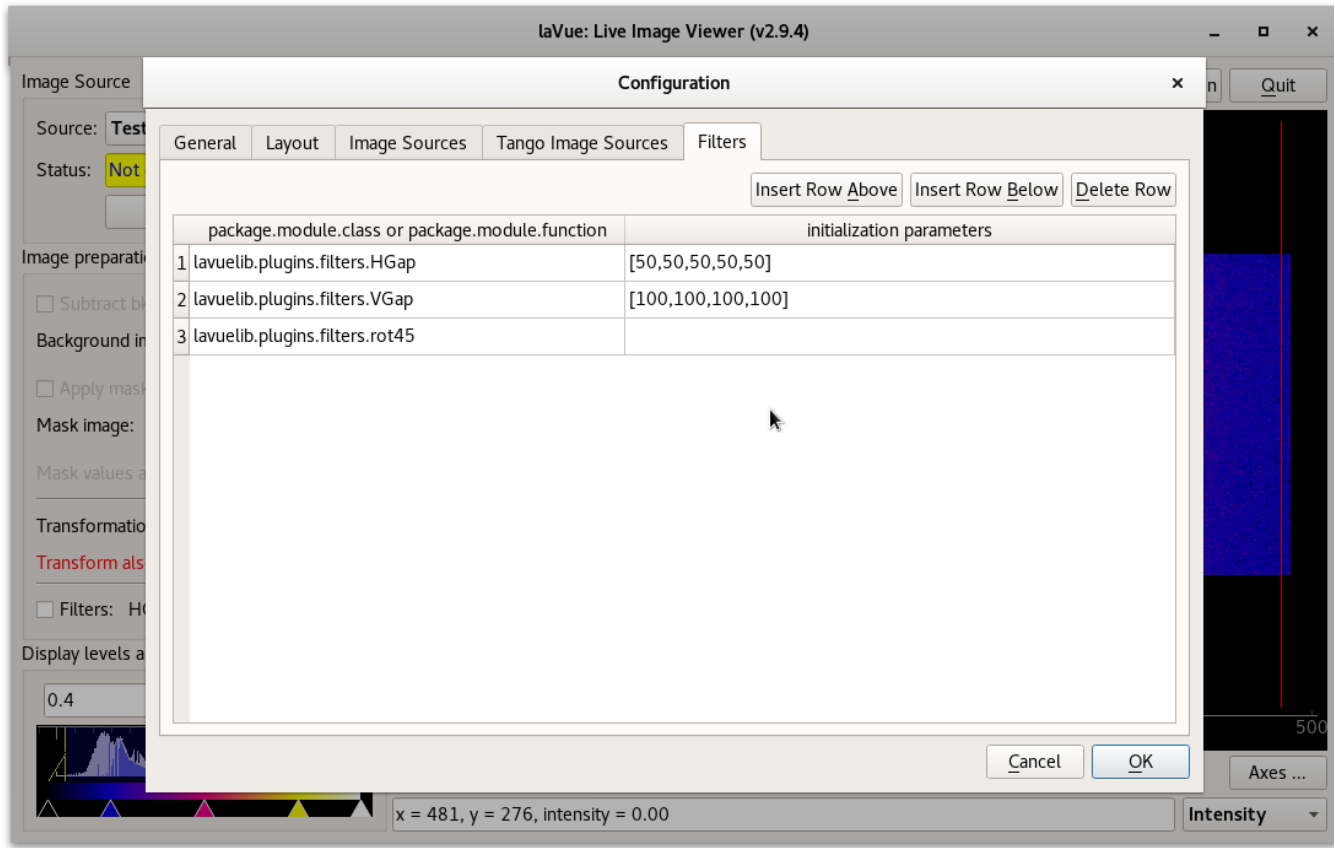 laVue: Live Image Viewer (v2.9.4)
Image Source
Configuration
Quit
Source: Test
General Layout Image Sources Tango Image Sources Filters
Status: Not
Insert Row Above Insert Row Below Delete Row
package.module.class or package.module.function initialization parameters
Image preparati
1 lavuelib.plugins.filters.HGap [50,50,50,50,50]
2 lavuelib.plugins.filters.VGap [100,100,100,100]
Subtract b
3 lavuelib.plugins.filters.rot45
Background in
Apply mask
Mask image:
Mask values a
Transformatio
Transform als
Filters: HG
Display levels a
0.4
500
Cancel OK
Axes ...
x = 481, y = 276, intensity = 0.00
Intensity